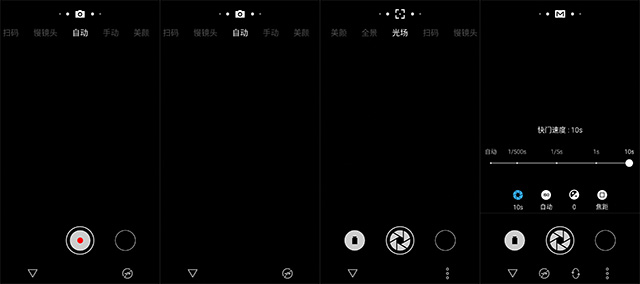 扫码 慢镜头 自动 手动 美颜
扫码 慢镜头 自动 手动 美颜
美颜 全景 光场 扫码 慢镜头
快门速度 : 10s
自动 1/500s 1/5s 1s 10s
10s 自动 0 焦距